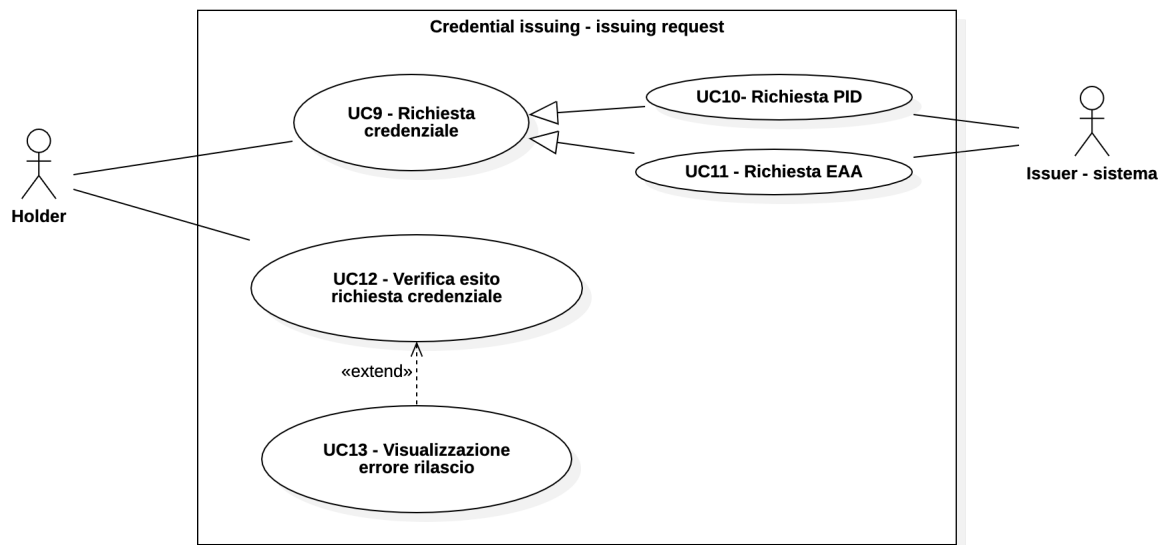 Credential issuing - issuing request
UC9 - Richiesta
credenziale
UC10- Richiesta PID
UC11 - Richiesta EAA
Holder
Issuer - sistema
UC12 - Verifica esito
richiesta credenziale
«extend»
UC13 - Visualizzazione
errore rilascio